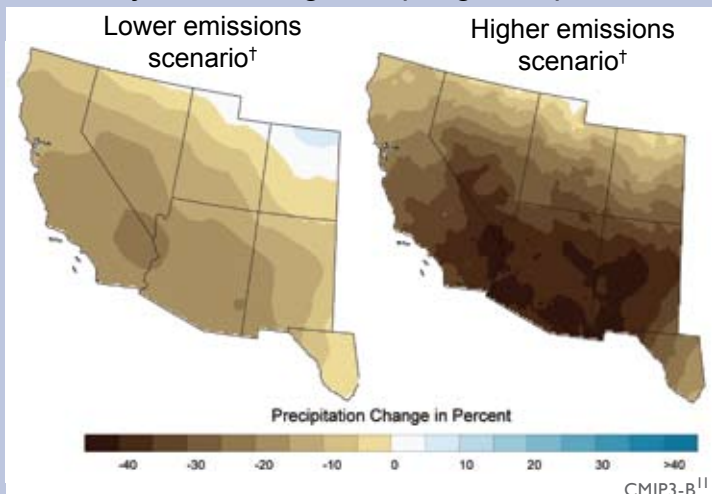 Lower emissions
scenario†
Higher emissions
scenario†
Precipitation Change in Percent
-40 -30 -20 -10 0 10 20 30 >40
CMIP3-B¹¹